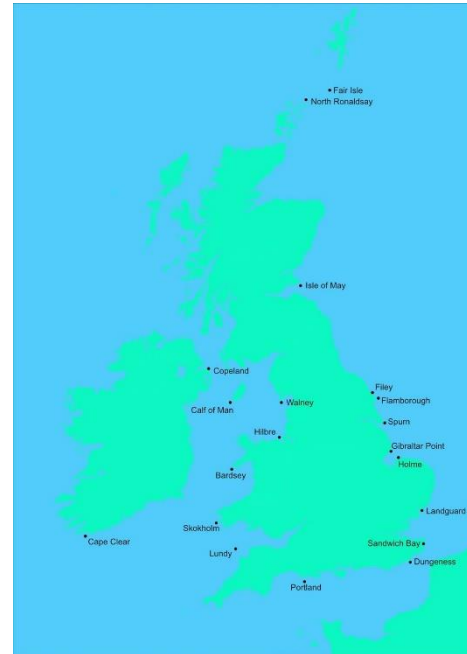 Fair Isle
North Ronaldsay
Isle of May
Copeland
Filey
Flamborough
Calf of Man
Walney
Spurn
Hilbre
Gibraltar Point
Holme
Bardsey
Landguard
Skokholm
Cape Clear
Sandwich Bay
Lundy
Dungeness
Portland